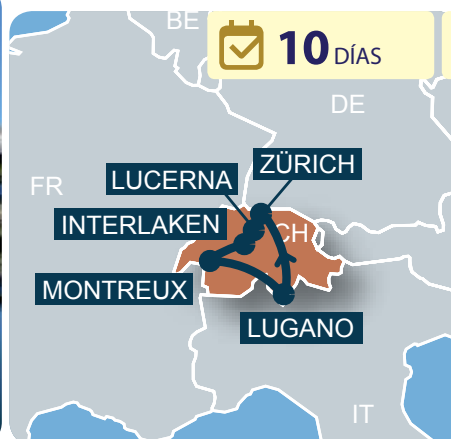 BE
10 DÍAS
DE
ZÜRICH
LUCERNA
FR
INTERLAKEN
CH
MONTREUX
LUGANO
IT